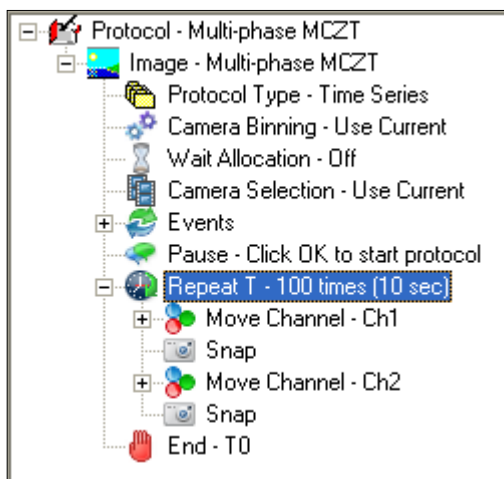 Protocol - Multi-phase MCZT
Image - Multi-phase MCZT
Protocol Type - Time Series
Camera Binning - Use Current
Wait Allocation - Off
Camera Selection - Use Current
Events
Pause - Click OK to start protocol
Repeat T - 100 times (10 sec)
Move Channel - Ch1
Snap
Move Channel - Ch2
Snap
End - T0